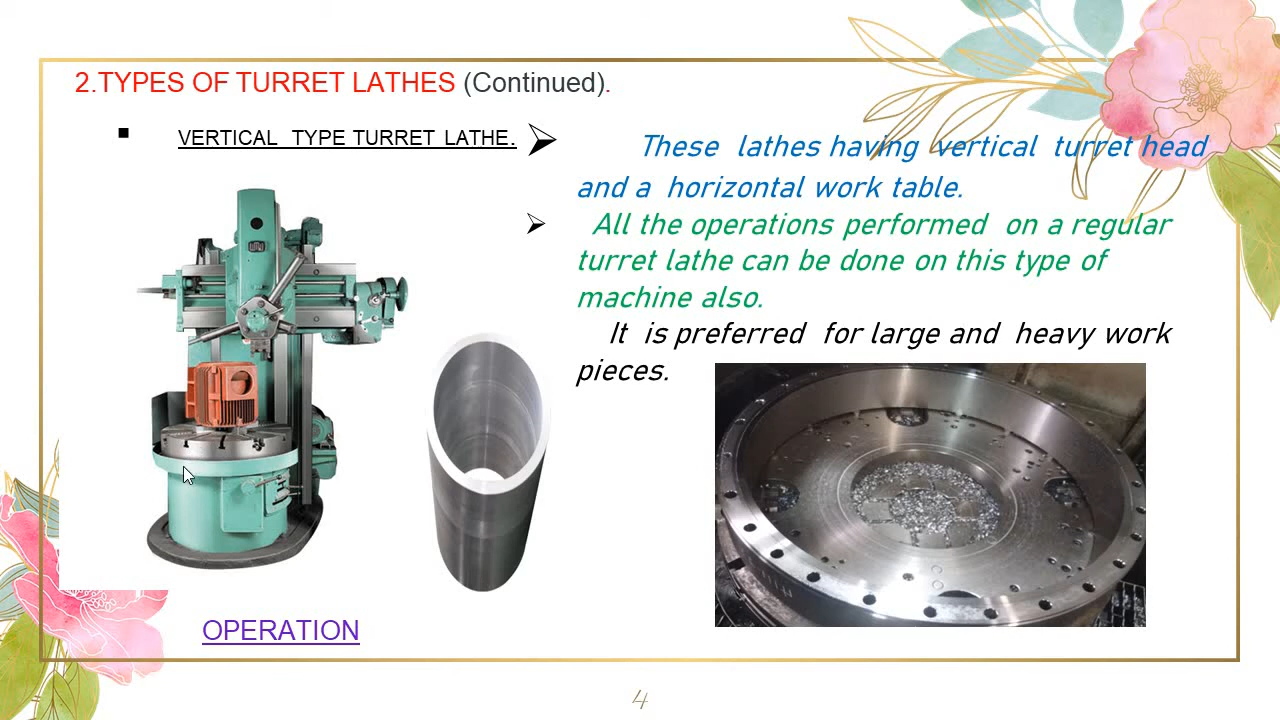 2.TYPES OF TURRET LATHES (Continued).
▪ VERTICAL TYPE TURRET LATHE.
➢ These lathes having vertical turret head
and a horizontal work table.
➢ All the operations performed on a regular
turret lathe can be done on this type of
machine also.
It is preferred for large and heavy work
pieces.
OPERATION
4